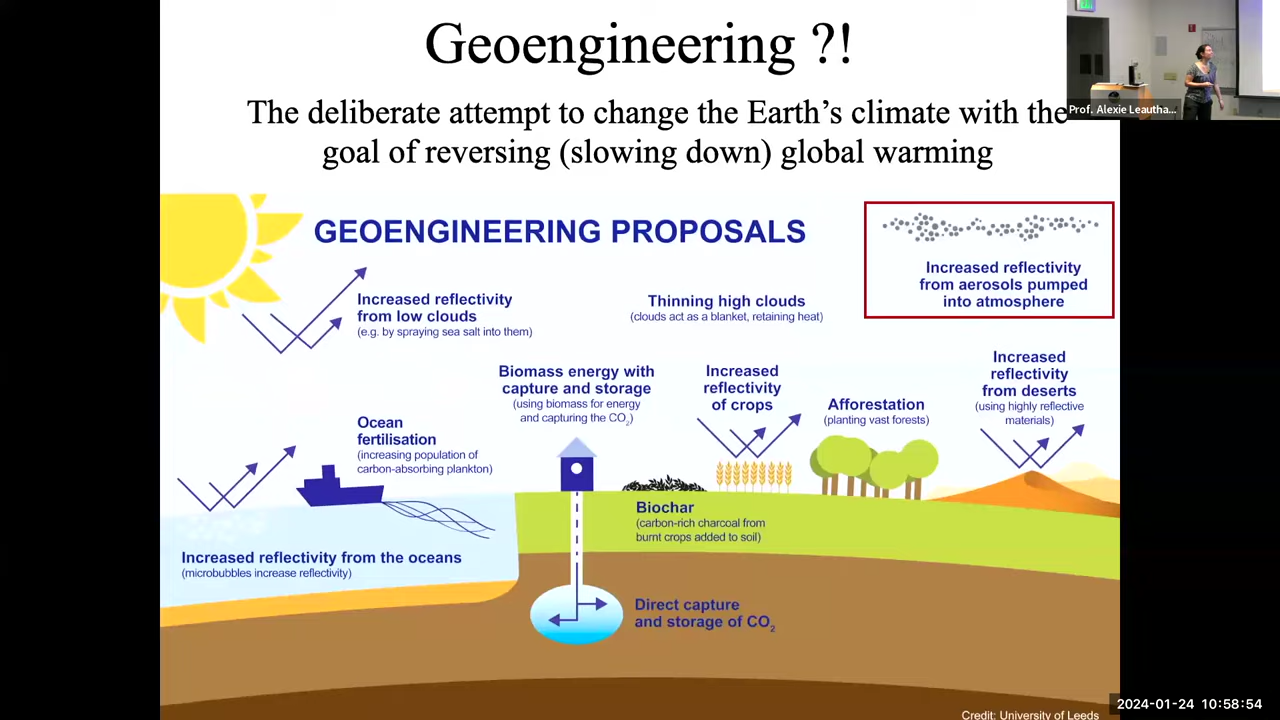 Geoengineering ?!
The deliberate attempt to change the Earth's climate with the
goal of reversing (slowing down) global warming
Prof. Alexie Leautha...
GEOENGINEERING PROPOSALS
Increased reflectivity
from aerosols pumped
into atmosphere
Increased reflectivity
from low clouds
(e.g. by spraying sea salt into them)
Thinning high clouds
(clouds act as a blanket, retaining heat)
Biomass energy with
capture and storage
(using biomass for energy
and capturing the CO2)
Increased
reflectivity
of crops
Afforestation
(planting vast forests)
Increased
reflectivity
from deserts
(using highly reflective
materials)
Ocean
fertilisation
(increasing population of
carbon-absorbing plankton)
Biochar
(carbon-rich charcoal from
burnt crops added to soil)
Increased reflectivity from the oceans
(microbubbles increase reflectivity)
Direct capture
and storage of CO2
2024-01-24 10:58:54
Credit: University of Leeds